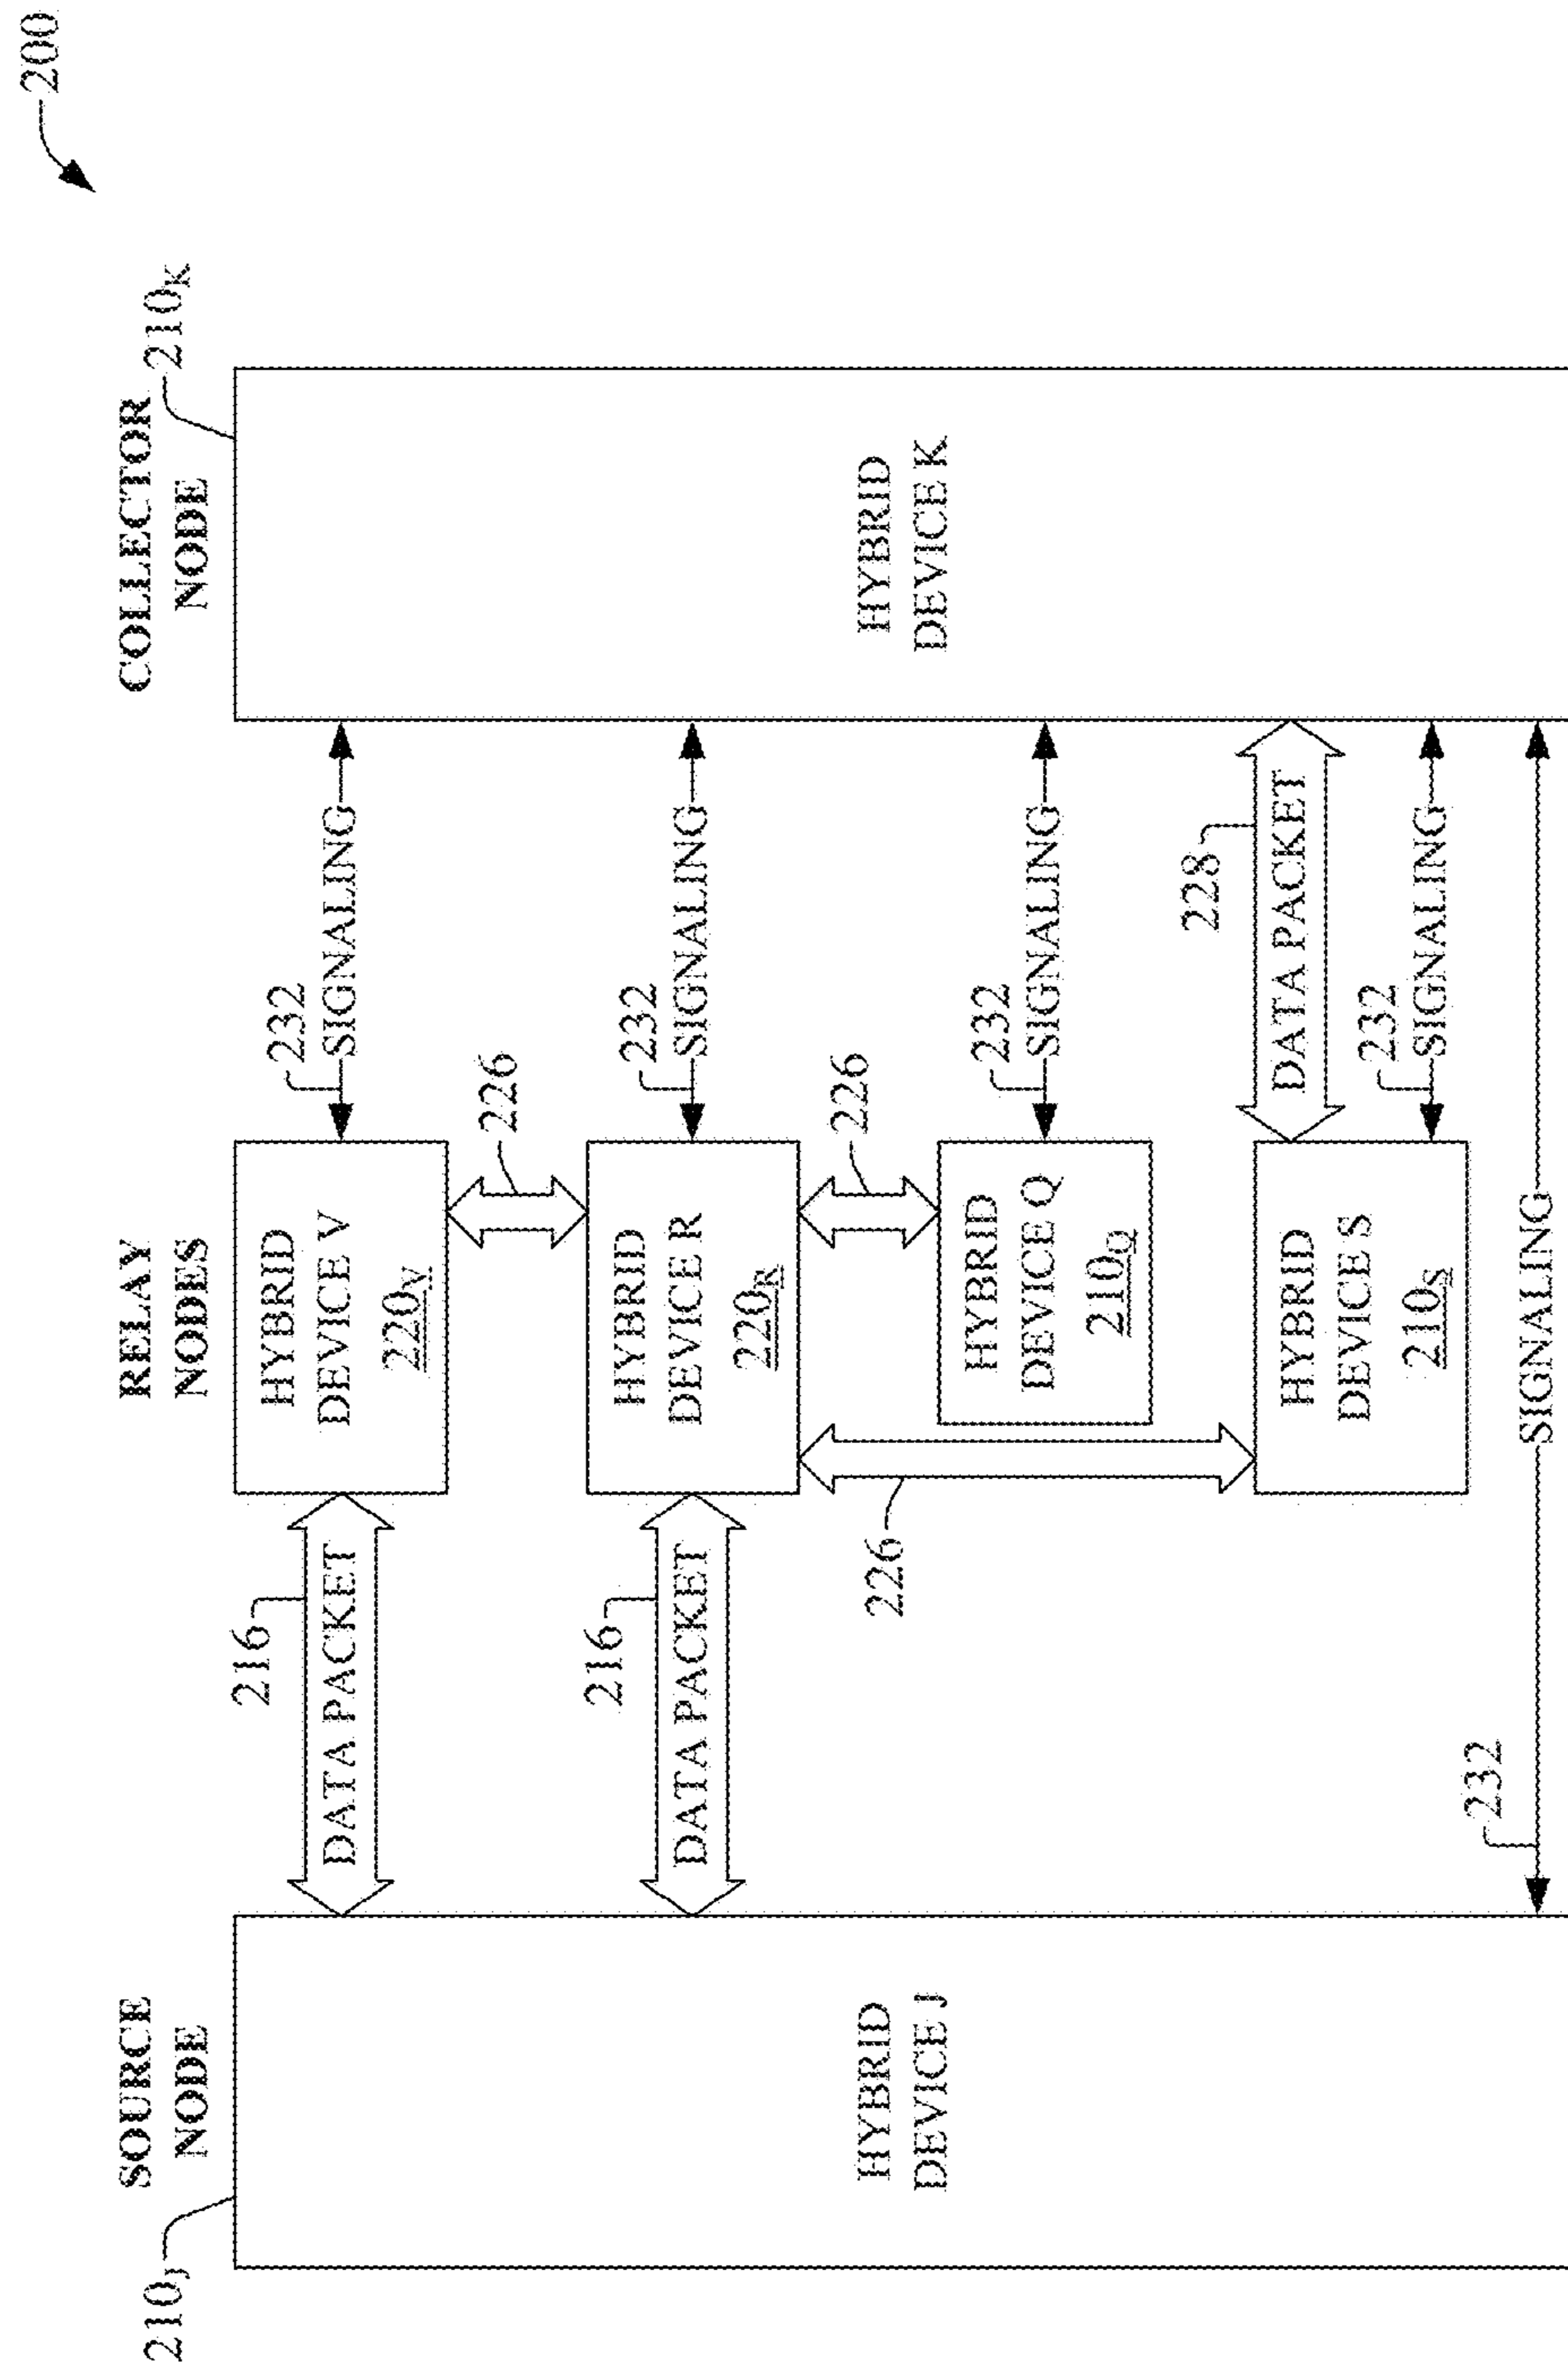 200
SOURCE
NODE
210J
RELAY
NODES
COLLECTOR
NODE
210K
HYBRID
DEVICE J
216
DATA PACKET
HYBRID
DEVICE V
220V
232
SIGNALING
226
216
DATA PACKET
HYBRID
DEVICE R
220R
232
SIGNALING
226
226
HYBRID
DEVICE Q
210Q
232
SIGNALING
HYBRID
DEVICE K
228
DATA PACKET
HYBRID
DEVICE S
210S
232
SIGNALING
232
SIGNALING